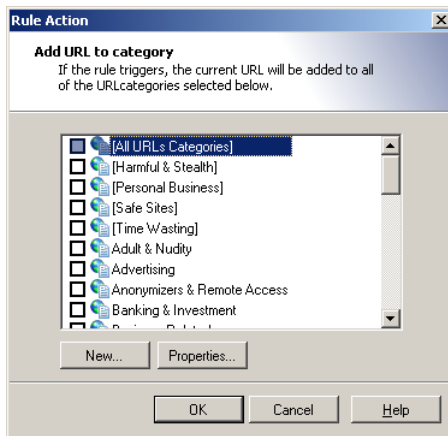 Rule Action
Add URL to category
If the rule triggers, the current URL will be added to all
of the URLcategories selected below.
[All URLs Categories]
[Harmful & Stealth]
[Personal Business]
[Safe Sites]
[Time Wasting]
Adult & Nudity
Advertising
Anonymizers & Remote Access
Banking & Investment
New...
Properties...
OK
Cancel
Help